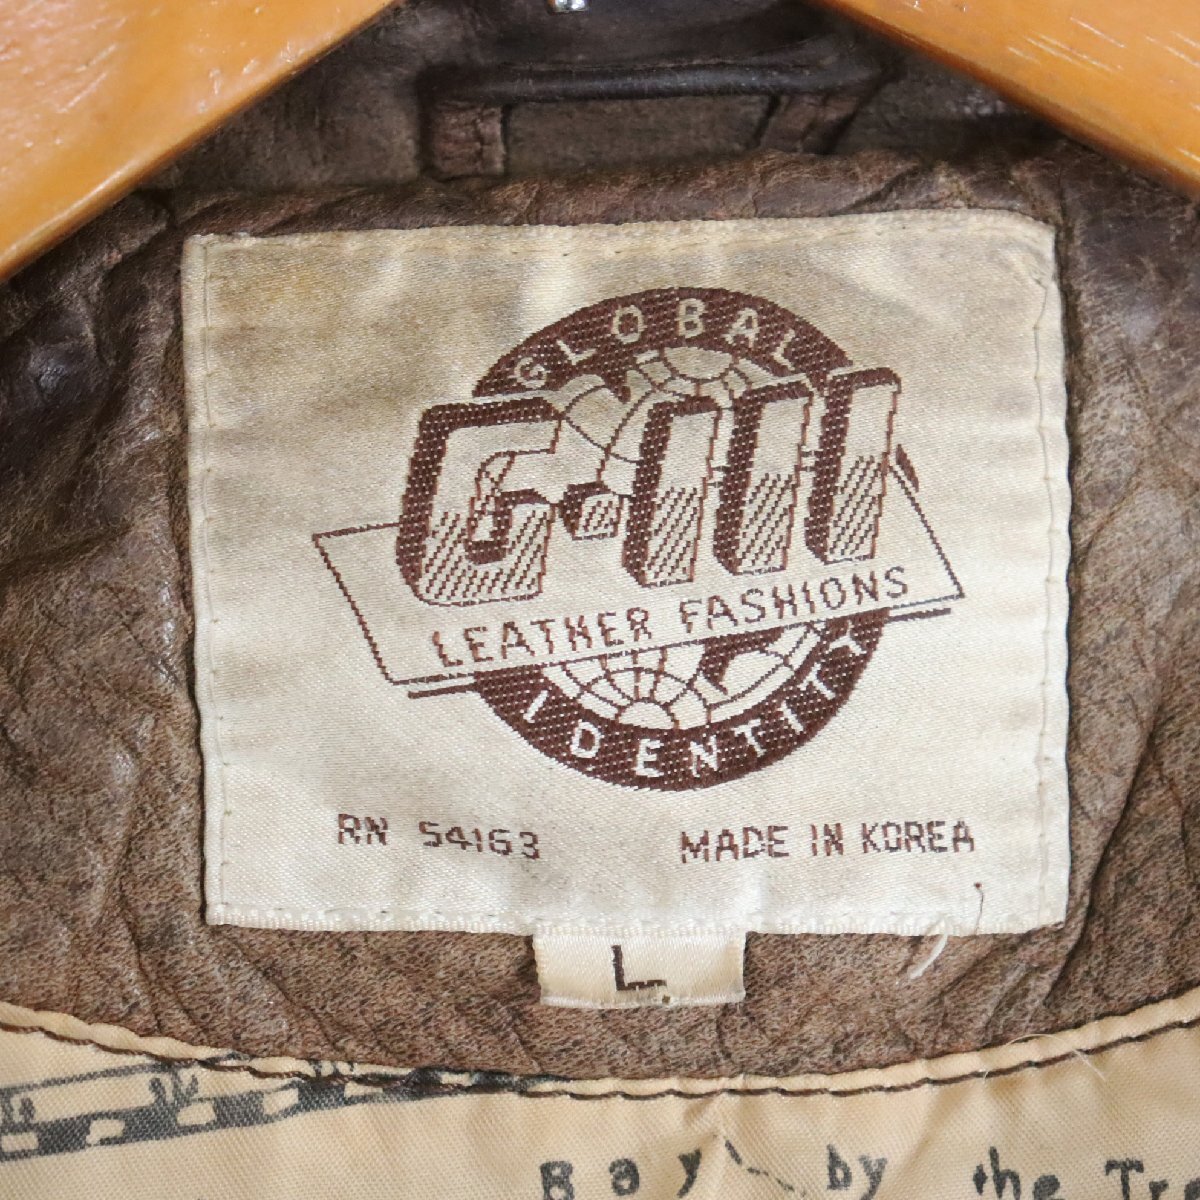 GLOBAL
G-III
LEATHER FASHIONS
IDENTITY
RN 54163 MADE IN KOREA
L
Bay by the